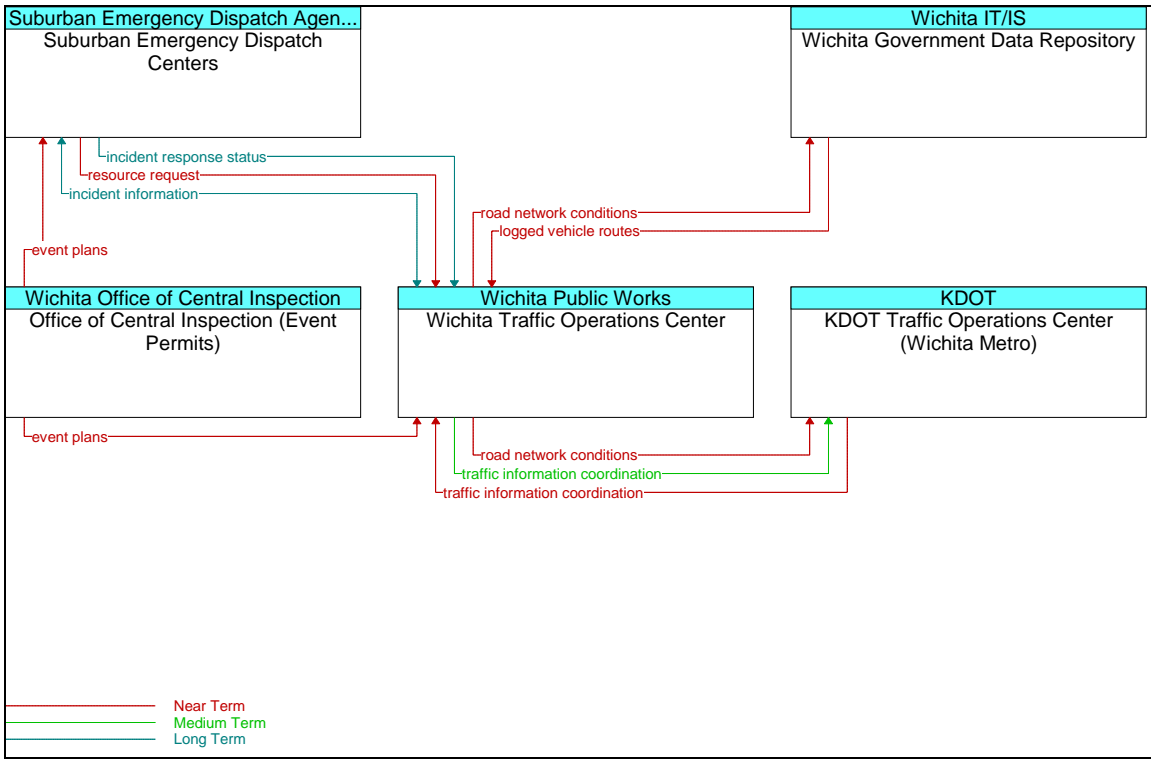 Suburban Emergency Dispatch Agen...
Suburban Emergency Dispatch
Centers
Wichita IT/IS
Wichita Government Data Repository
incident response status
resource request
incident information
road network conditions
logged vehicle routes
event plans
Wichita Office of Central Inspection
Office of Central Inspection (Event
Permits)
Wichita Public Works
Wichita Traffic Operations Center
KDOT
KDOT Traffic Operations Center
(Wichita Metro)
event plans
road network conditions
traffic information coordination
traffic information coordination
Near Term
Medium Term
Long Term